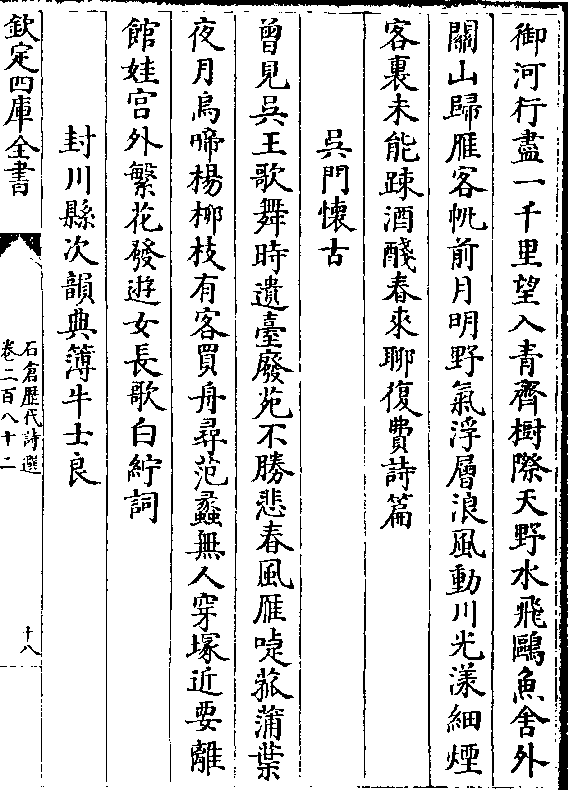 御河行盡一千里望入青齊樹際天野水飛鷗魚舍外
關山歸雁客帆前月明野氣浮層浪風動川光漾細煙
客裏未能踈酒醆春來聊復費詩篇
吳門懷古
曾見吳王歌舞時遺臺廢苑不勝悲春風雁唼菰蒲葉
夜月烏啼楊柳枝有客買舟尋范蠡無人穿塚近要離
館娃宫外繁花發遊女長歌白紵詞
封川縣次韻典簿牛士良
欽定四庫全書
石倉歷代詩選
卷二百八十二
十八